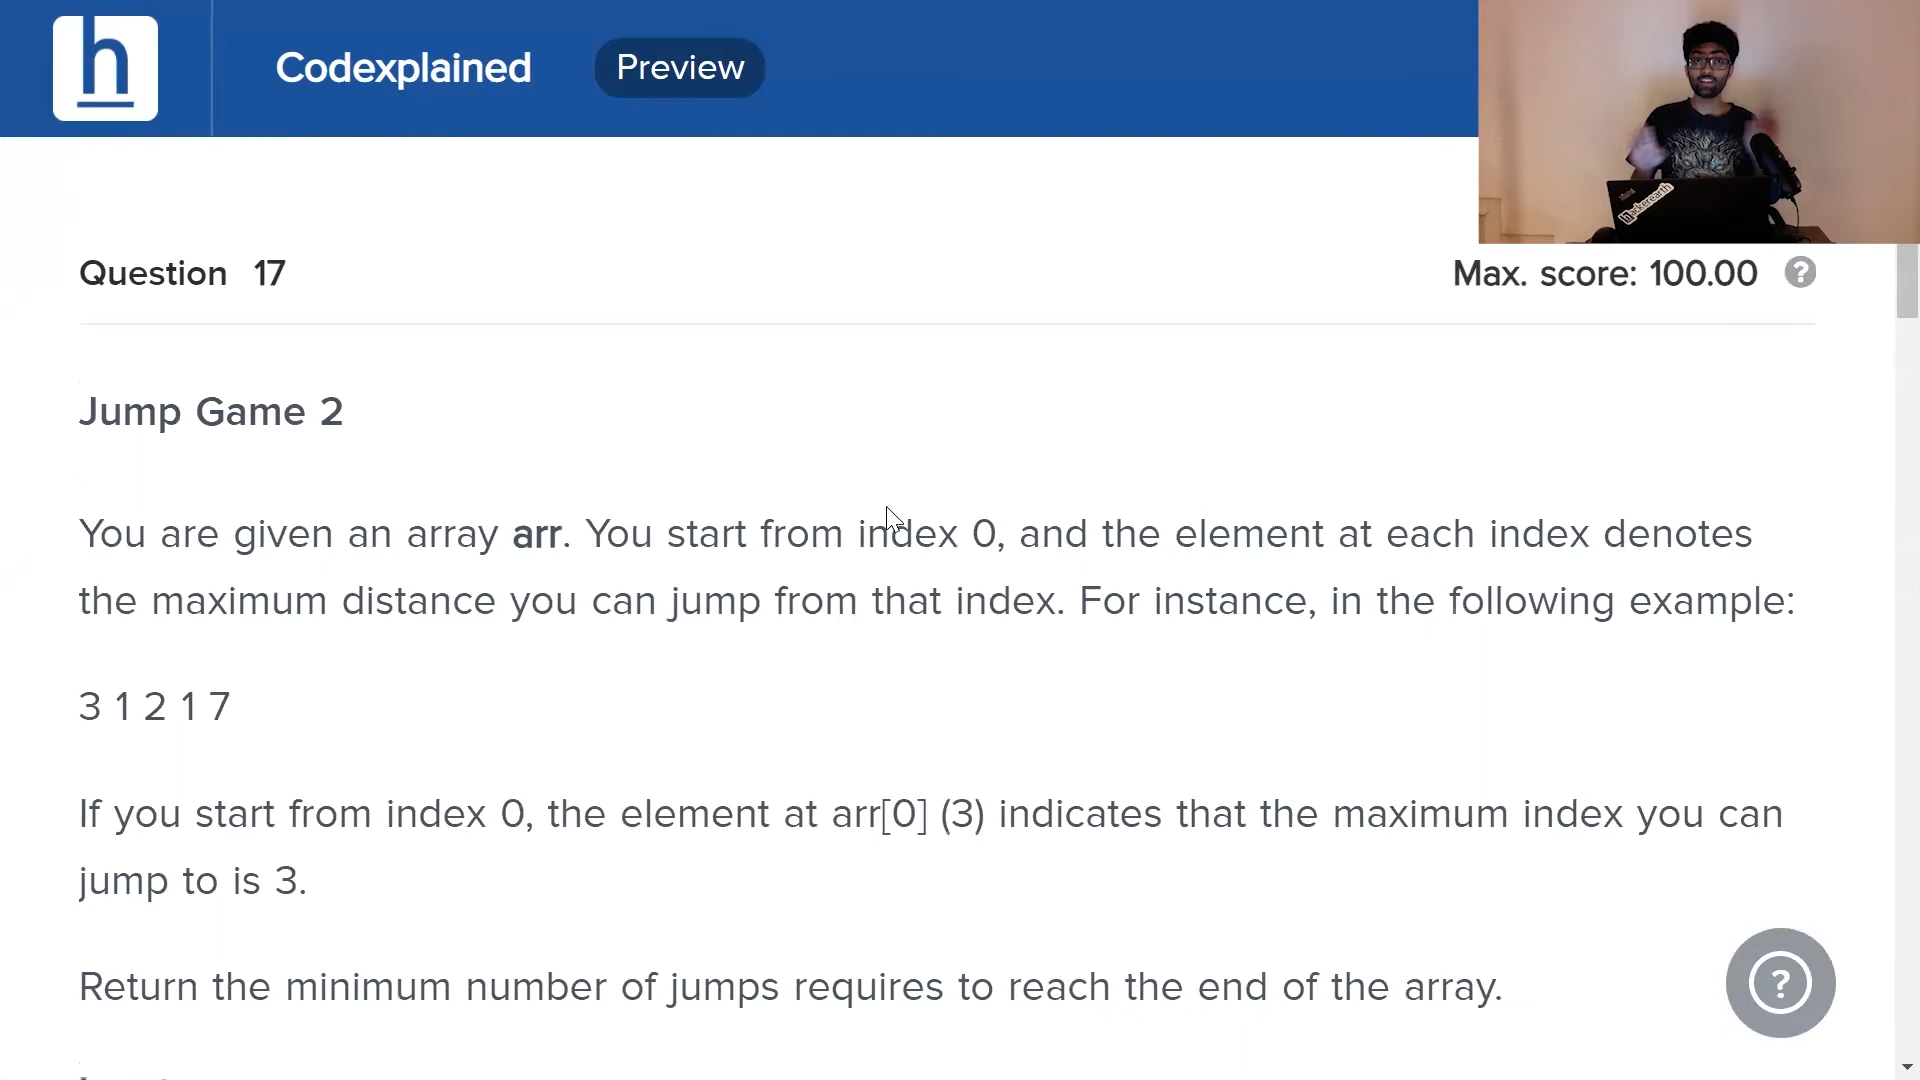 h
Codexplained
Preview
hackerearth
Question 17
Max. score: 100.00
?
Jump Game 2
You are given an array arr. You start from index 0, and the element at each index denotes
the maximum distance you can jump from that index. For instance, in the following example:
3 1 2 1 7
If you start from index 0, the element at arr[0] (3) indicates that the maximum index you can
jump to is 3.
Return the minimum number of jumps requires to reach the end of the array.
?